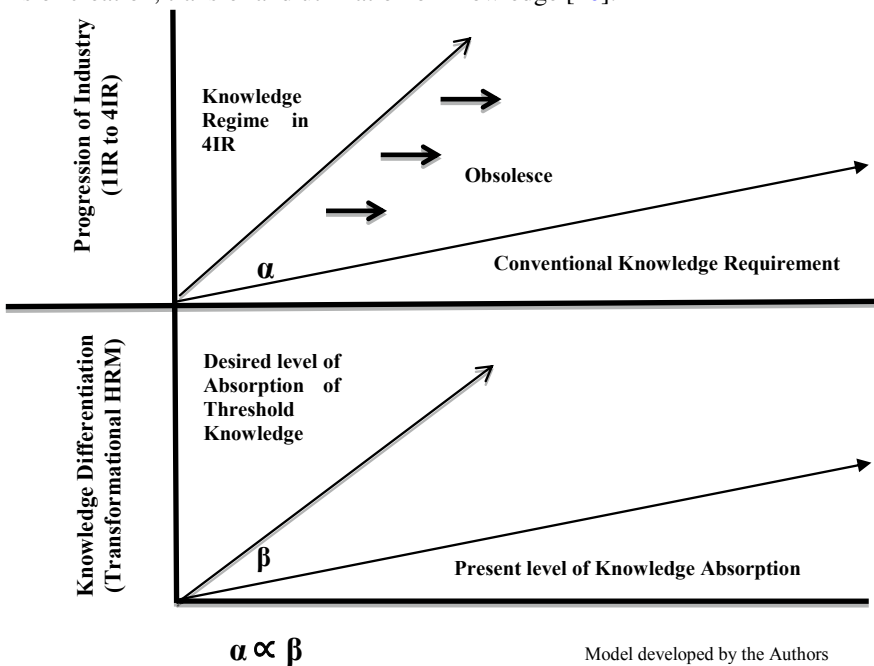 Progression of Industry
(1IR to 4IR)
Knowledge
Regime in
4IR
Obsolesce
α
Conventional Knowledge Requirement
Knowledge Differentiation
(Transformational HRM)
Desired level of
Absorption of
Threshold
Knowledge
β
Present level of Knowledge Absorption
α ∝ β
Model developed by the Authors